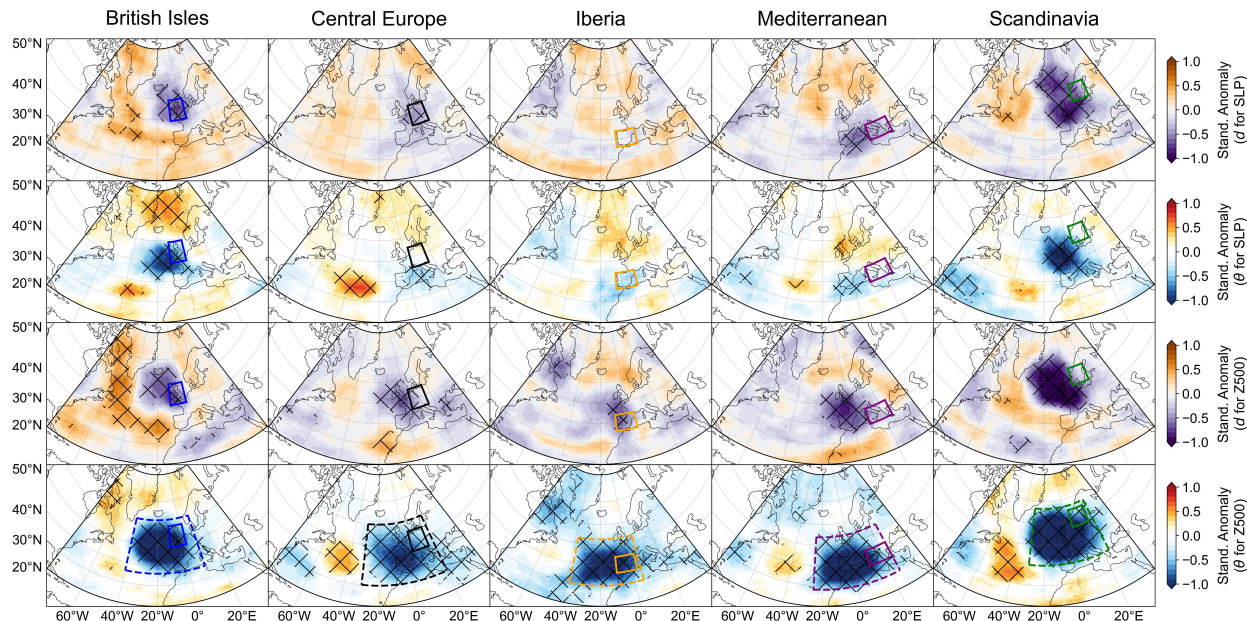 British Isles Central Europe Iberia Mediterranean Scandinavia
50°N
40°N
30°N
20°N
1.0
0.5
0.0
−0.5
−1.0
Stand. Anomaly
(d for SLP)
50°N
40°N
30°N
20°N
1.0
0.5
0.0
−0.5
−1.0
Stand. Anomaly
(θ for SLP)
50°N
40°N
30°N
20°N
1.0
0.5
0.0
−0.5
−1.0
Stand. Anomaly
(d for Z500)
50°N
40°N
30°N
20°N
1.0
0.5
0.0
−0.5
−1.0
Stand. Anomaly
(θ for Z500)
60°W 40°W 20°W 0° 20°E 60°W 40°W 20°W 0° 20°E 60°W 40°W 20°W 0° 20°E 60°W 40°W 20°W 0° 20°E 60°W 40°W 20°W 0° 20°E